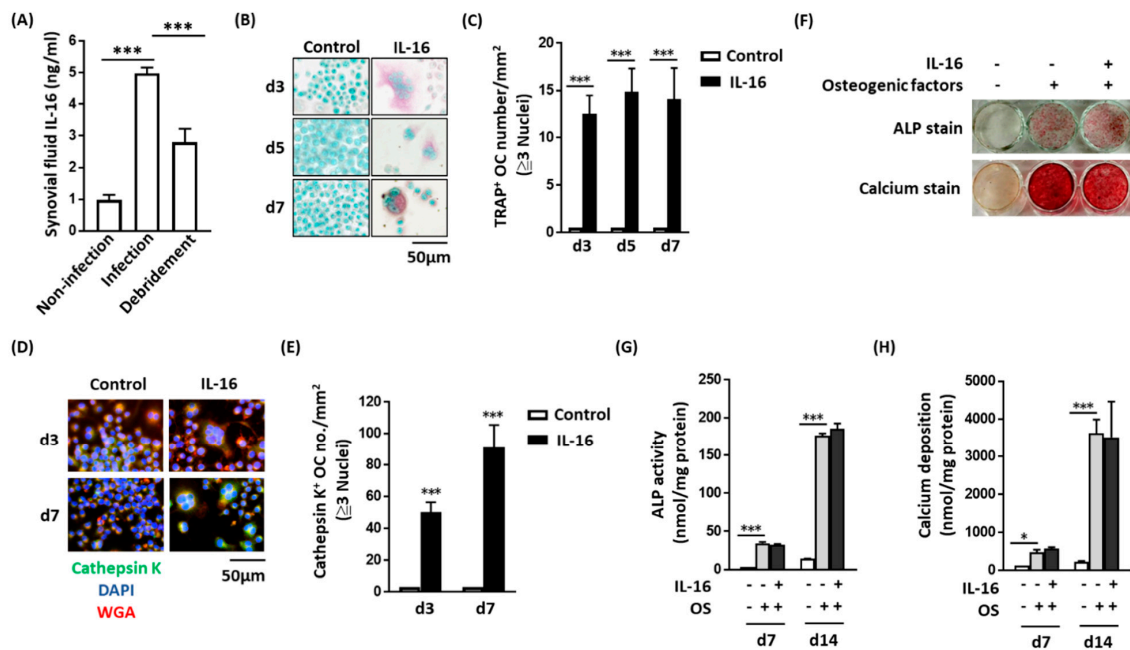 (A)
Synovial fluid IL-16 (ng/ml)
6
5
4
3
2
1
0
***
***
Non-infection
Infection
Debridement
(B)
Control
IL-16
d3
d5
d7
50μm
(C)
TRAP⁺ OC number/mm²
(≧3 Nuclei)
20
15
10
5
0
***
***
***
d3
d5
d7
Control
IL-16
(F)
IL-16
-
-
+
Osteogenic factors
-
+
+
ALP stain
Calcium stain
(D)
Control
IL-16
d3
d7
Cathepsin K
DAPI
WGA
50μm
(E)
Cathepsin K⁺ OC no./mm²
(≧3 Nuclei)
100
80
60
40
20
0
***
***
d3
d7
Control
IL-16
(G)
ALP activity
(nmol/mg protein)
250
200
150
100
50
0
***
***
IL-16
- - +
- - +
OS
- + +
- + +
d7
d14
(H)
Calcium deposition
(nmol/mg protein)
5000
4000
3000
2000
1000
0
*
***
IL-16
- - +
- - +
OS
- + +
- + +
d7
d14